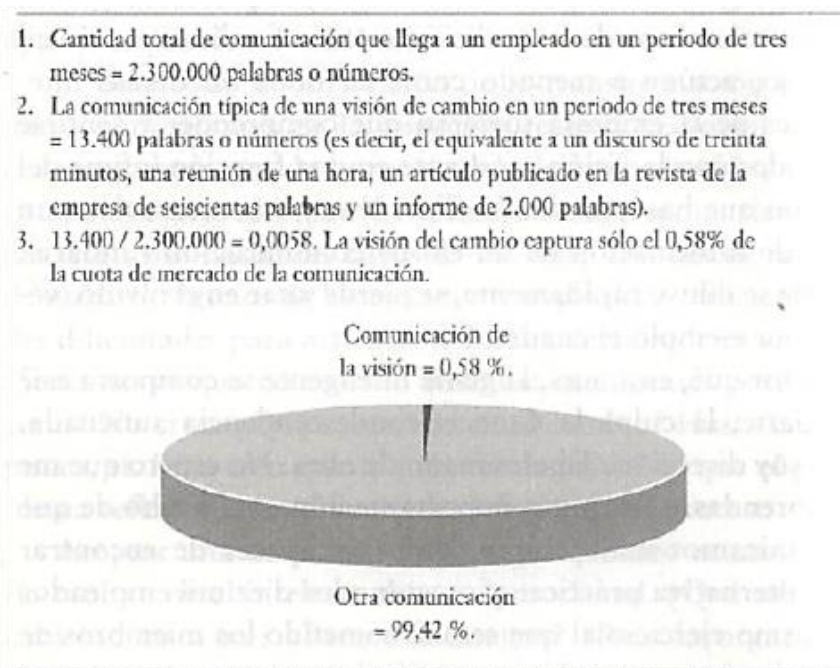 1. Cantidad total de comunicación que llega a un empleado en un periodo de tres
meses = 2.300.000 palabras o números.
2. La comunicación típica de una visión de cambio en un periodo de tres meses
= 13.400 palabras o números (es decir, el equivalente a un discurso de treinta
minutos, una reunión de una hora, un artículo publicado en la revista de la
empresa de seiscientas palabras y un informe de 2.000 palabras).
3. 13.400 / 2.300.000 = 0,0058. La visión del cambio captura sólo el 0,58% de
la cuota de mercado de la comunicación.
Comunicación de
la visión = 0,58 %.
Otra comunicación
= 99,42 %.